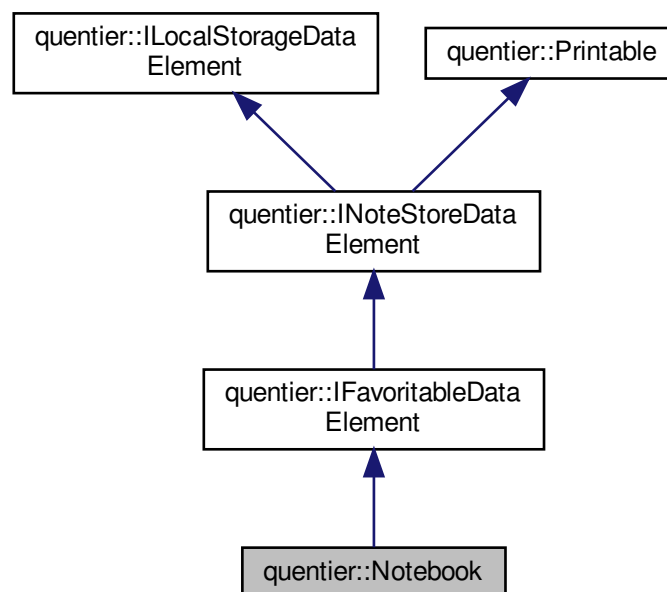 quentier::ILocalStorageData
Element
quentier::Printable
quentier::INoteStoreData
Element
quentier::IFavoritableData
Element
quentier::Notebook